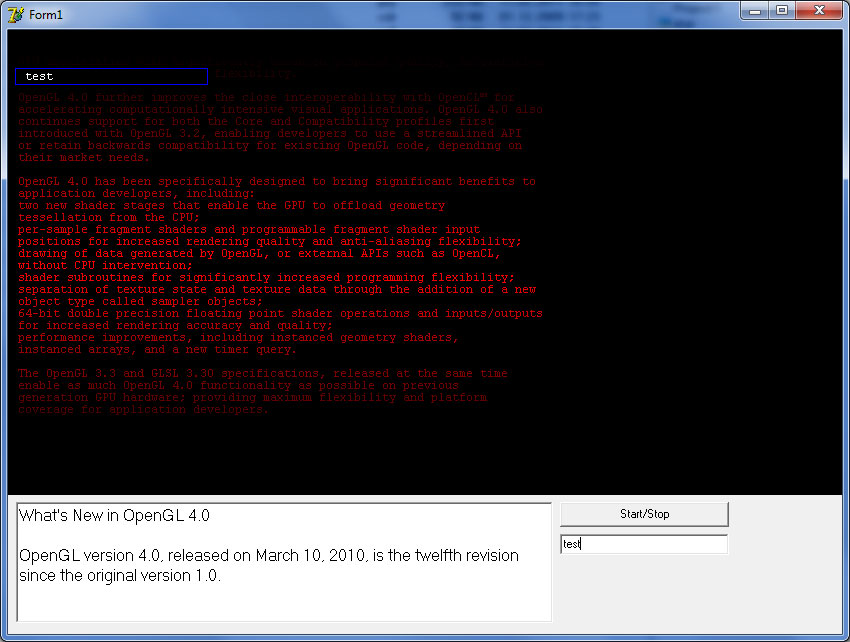 Form1
test
flexibility.
OpenGL 4.0 further improves the close interoperability with OpenCL™ for
accelerating computationally intensive visual applications. OpenGL 4.0 also
continues support for both the Core and Compatibility profiles first
introduced with OpenGL 3.2, enabling developers to use a streamlined API
or retain backwards compatibility for existing OpenGL code, depending on
their market needs.
OpenGL 4.0 has been specifically designed to bring significant benefits to
application developers, including:
two new shader stages that enable the GPU to offload geometry
tessellation from the CPU;
per-sample fragment shaders and programmable fragment shader input
positions for increased rendering quality and anti-aliasing flexibility;
drawing of data generated by OpenGL, or external APIs such as OpenCL,
without CPU intervention;
shader subroutines for significantly increased programming flexibility;
separation of texture state and texture data through the addition of a new
object type called sampler objects;
64-bit double precision floating point shader operations and inputs/outputs
for increased rendering accuracy and quality;
performance improvements, including instanced geometry shaders,
instanced arrays, and a new timer query.
The OpenGL 3.3 and GLSL 3.30 specifications, released at the same time
enable as much OpenGL 4.0 functionality as possible on previous
generation GPU hardware; providing maximum flexibility and platform
coverage for application developers.
What's New in OpenGL 4.0
OpenGL version 4.0, released on March 10, 2010, is the twelfth revision
since the original version 1.0.
Start/Stop
test